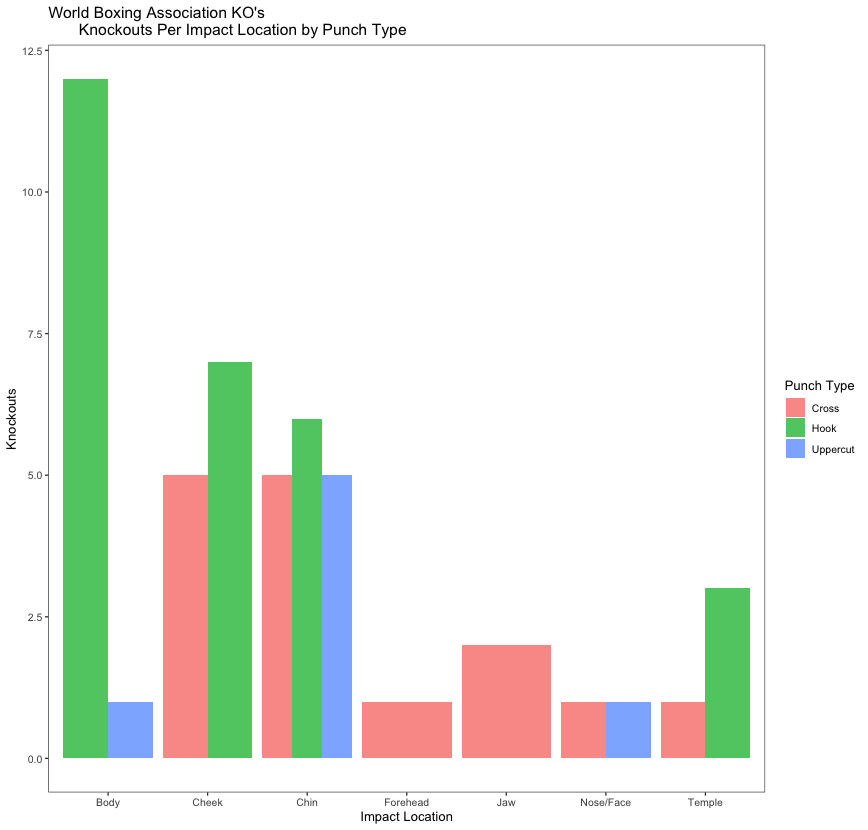 World Boxing Association KO's
Knockouts Per Impact Location by Punch Type
12.5
10.0
7.5
5.0
2.5
0.0
Knockouts
Body Cheek Chin Forehead Jaw Nose/Face Temple
Impact Location
Punch Type
Cross
Hook
Uppercut